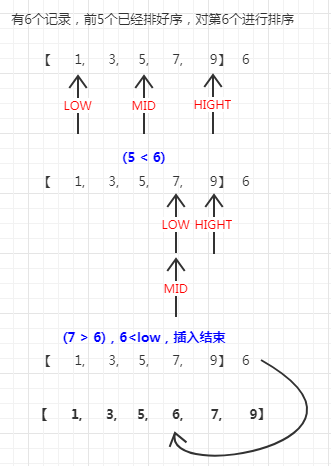 有6个记录，前5个已经排好序，对第6个进行排序
【 1, 3, 5, 7, 9】 6
LOW MID HIGHT
(5 < 6)
【 1, 3, 5, 7, 9】 6
LOW HIGHT
MID
(7 > 6)，6<low，插入结束
【 1, 3, 5, 7, 9】 6
【 1, 3, 5, 6, 7, 9】